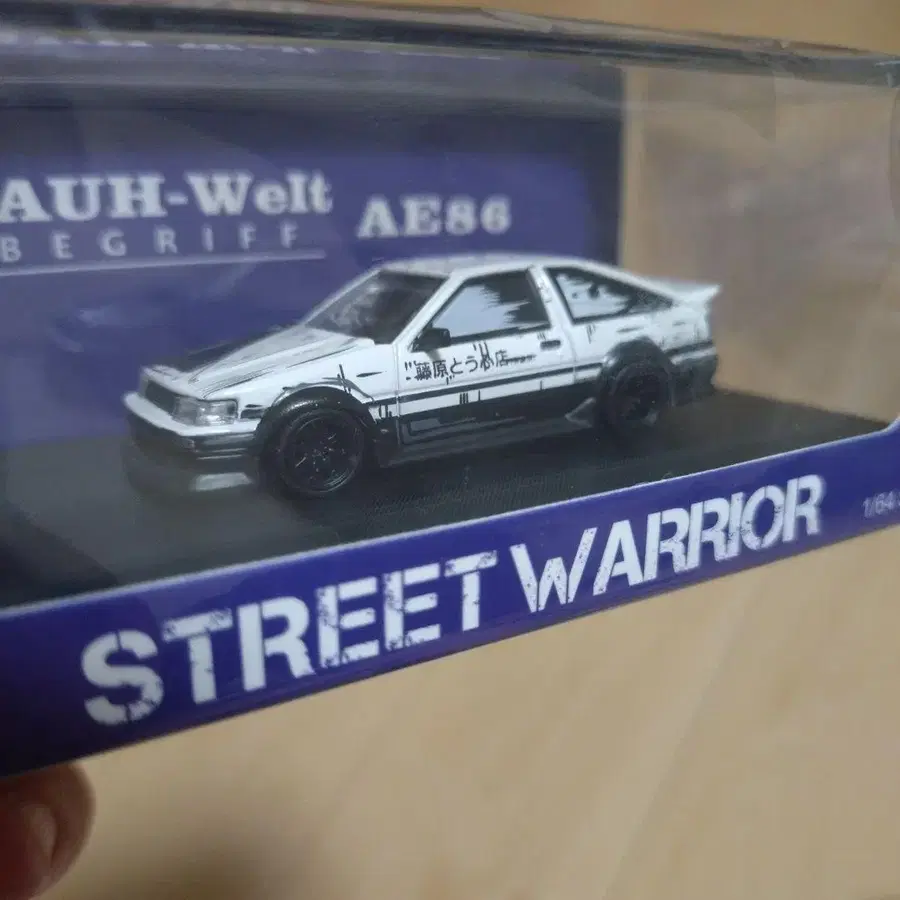 AUH-Welt
BEGRIFF
AE86
藤原とうふ店
STREET WARRIOR
1/64